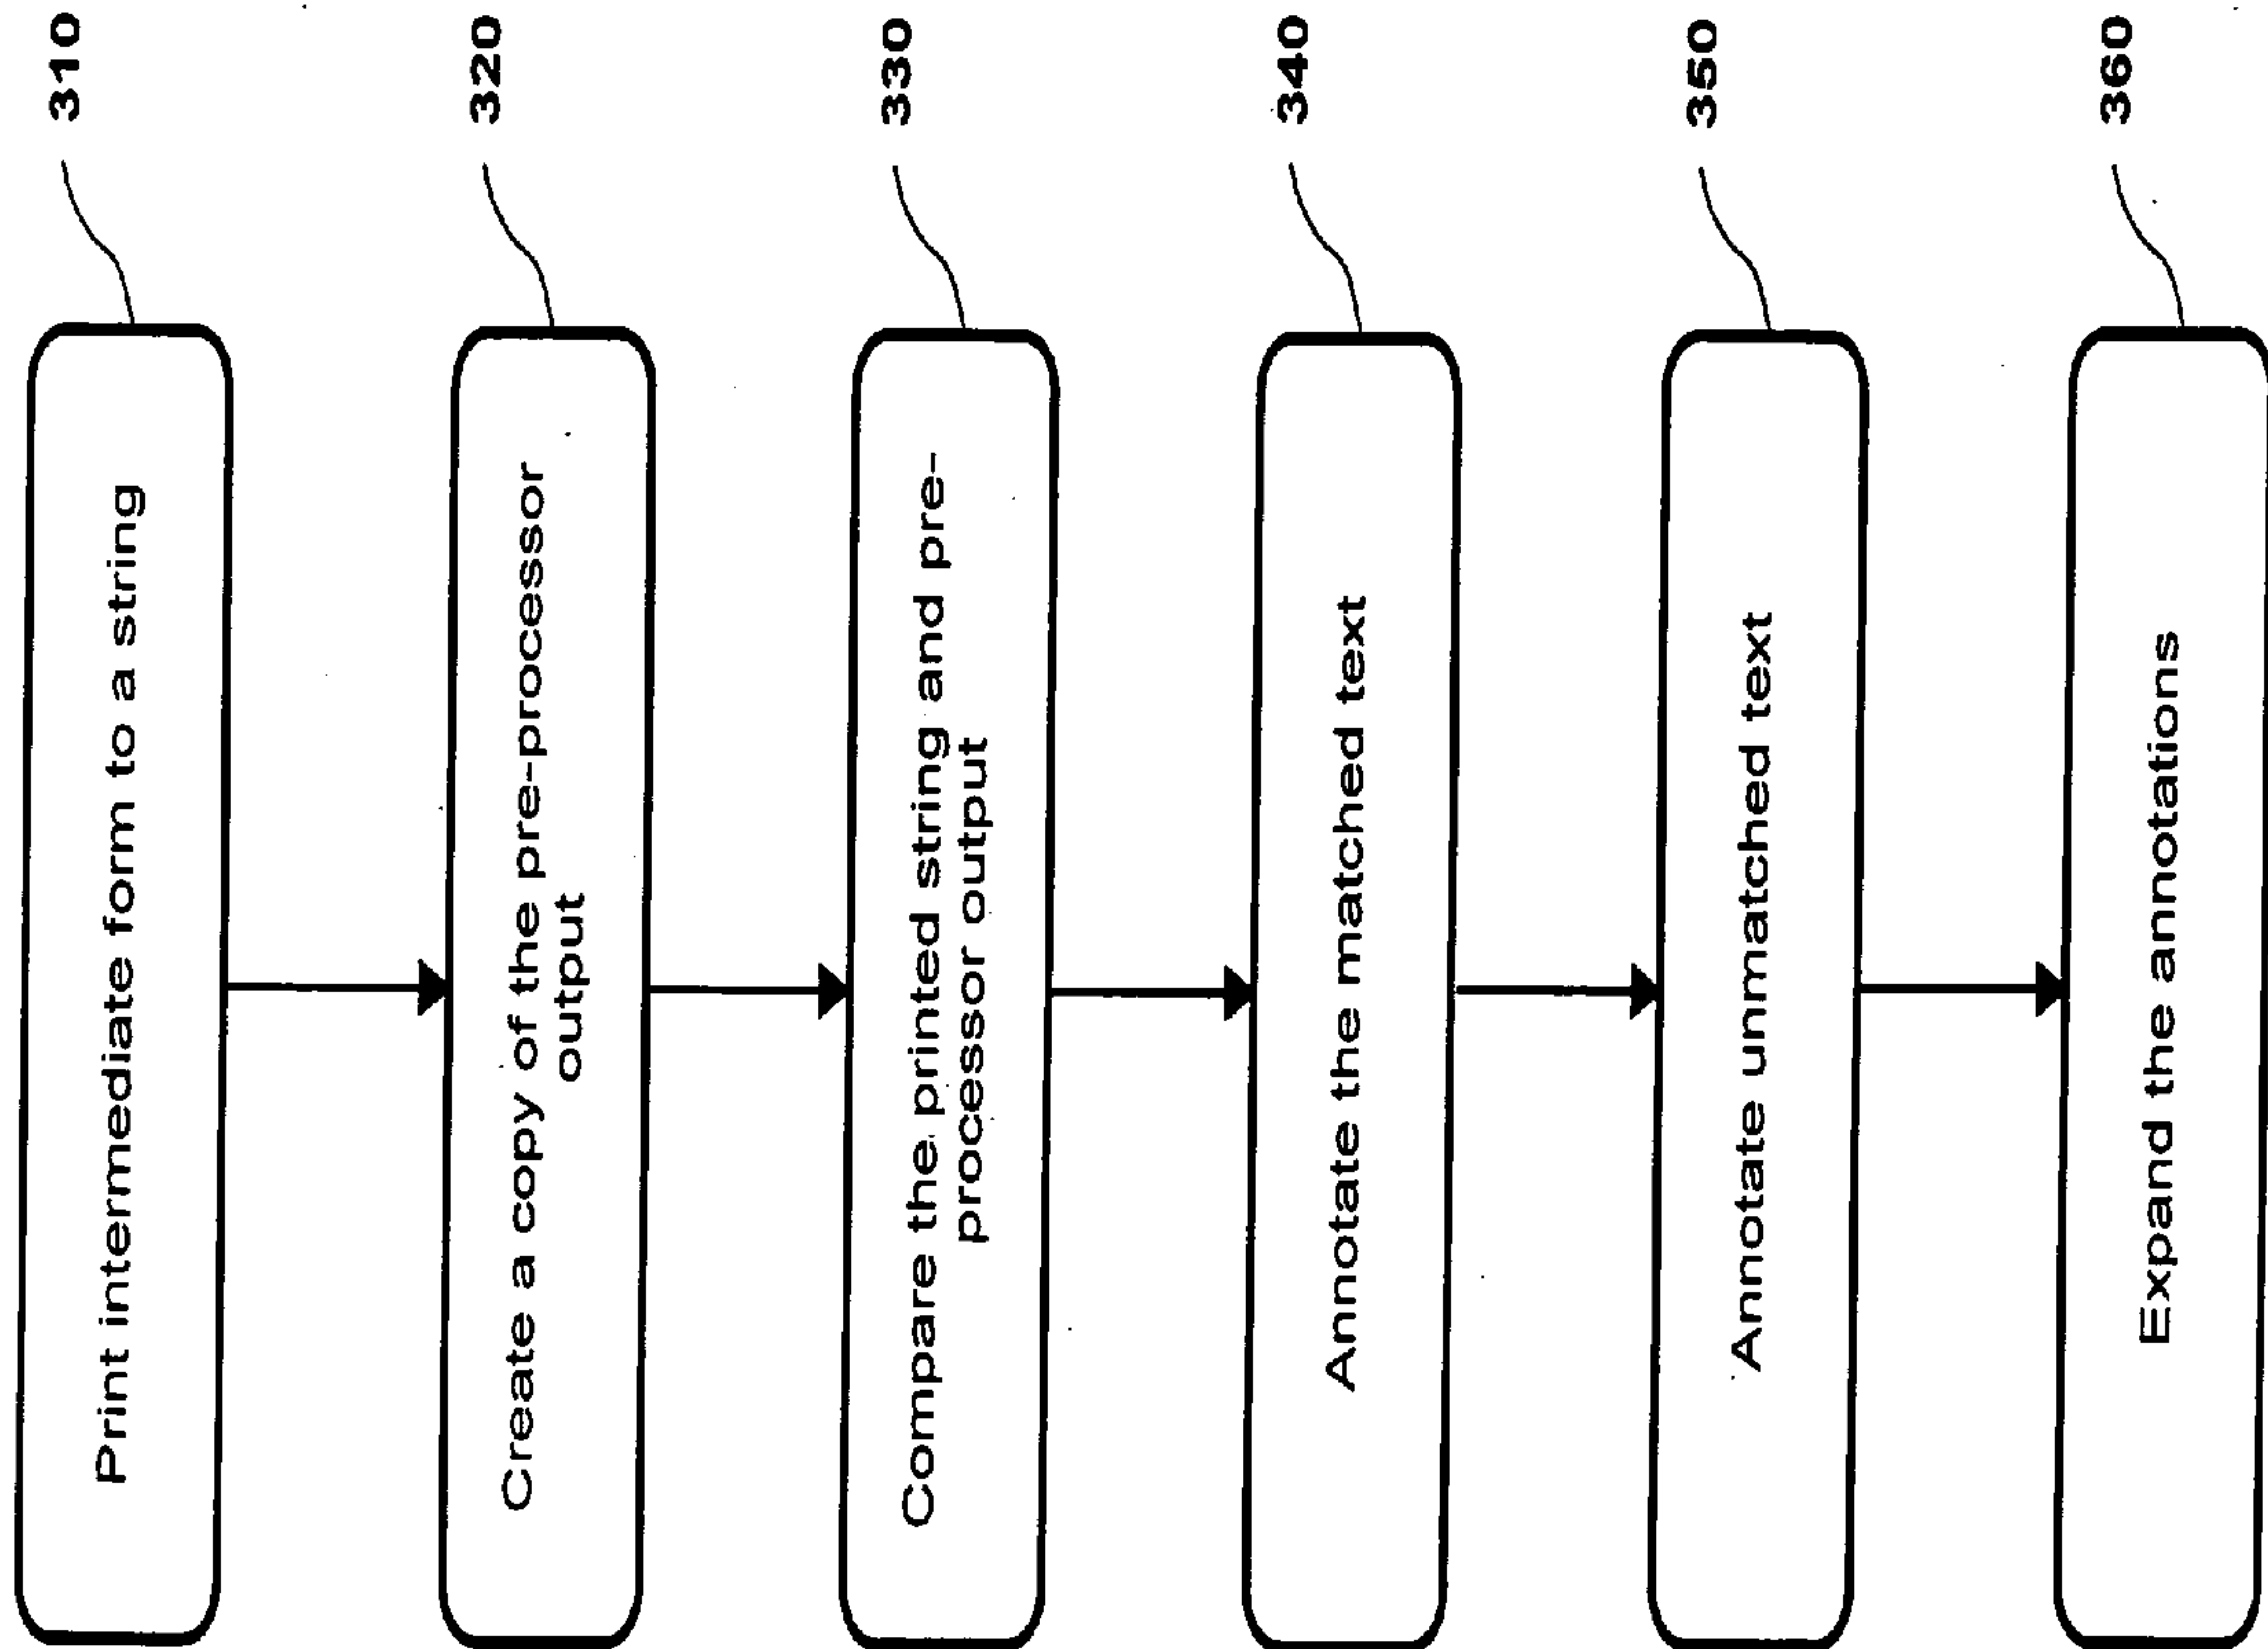 310
Print intermediate form to a string
320
Create a copy of the pre-processor
output
330
Compare the printed string and pre-
processor output
340
Annotate the matched text
350
Annotate unmatched text
360
Expand the annotations